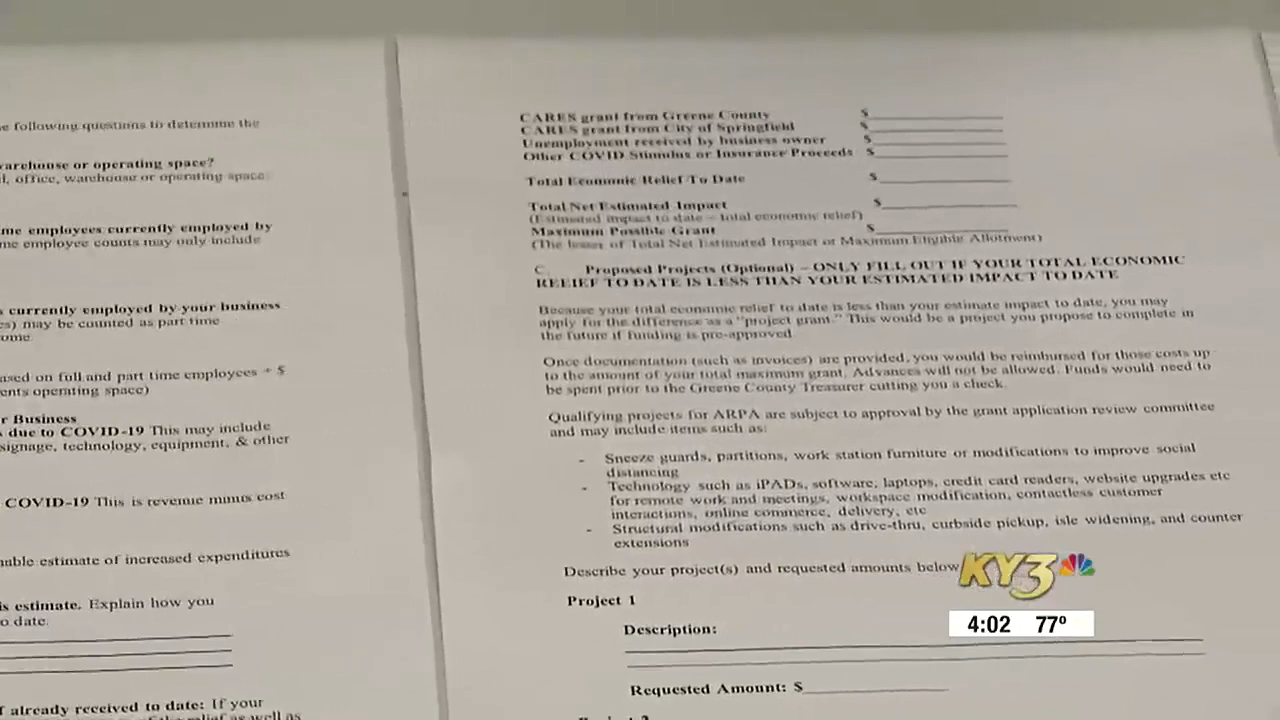 e following questions to determine the
warehouse or operating space?
l, office, warehouse or operating space.
me employees currently employed by
me employee counts may only include
s currently employed by your business
es) may be counted as part time
ome.
ased on full and part time employees + $
ents operating space)
r Business
s due to COVID-19 This may include
signage, technology, equipment, & other
COVID-19 This is revenue minus cost
nable estimate of increased expenditures
is estimate. Explain how you
o date.
f already received to date: If your
CARES grant from Greene County $
CARES grant from City of Springfield $
Unemployment received by business owner $
Other COVID Stimulus or Insurance Proceeds $
Total Economic Relief To Date $
Total Net Estimated Impact $
(Estimated impact to date – total economic relief)
Maximum Possible Grant $
(The lesser of Total Net Estimated Impact or Maximum Eligible Allotment)
C. Proposed Projects (Optional) – ONLY FILL OUT IF YOUR TOTAL ECONOMIC
RELIEF TO DATE IS LESS THAN YOUR ESTIMATED IMPACT TO DATE
Because your total economic relief to date is less than your estimate impact to date, you may
apply for the difference as a "project grant." This would be a project you propose to complete in
the future if funding is pre-approved.
Once documentation (such as invoices) are provided, you would be reimbursed for those costs up
to the amount of your total maximum grant. Advances will not be allowed. Funds would need to
be spent prior to the Greene County Treasurer cutting you a check.
Qualifying projects for ARPA are subject to approval by the grant application review committee
and may include items such as:
- Sneeze guards, partitions, work station furniture or modifications to improve social
distancing
- Technology such as iPADs, software, laptops, credit card readers, website upgrades etc
for remote work and meetings, workspace modification, contactless customer
interactions, online commerce, delivery, etc
- Structural modifications such as drive-thru, curbside pickup, isle widening, and counter
extensions
Describe your project(s) and requested amounts below
Project 1
Description:
Requested Amount: $
KY3
4:02 77°